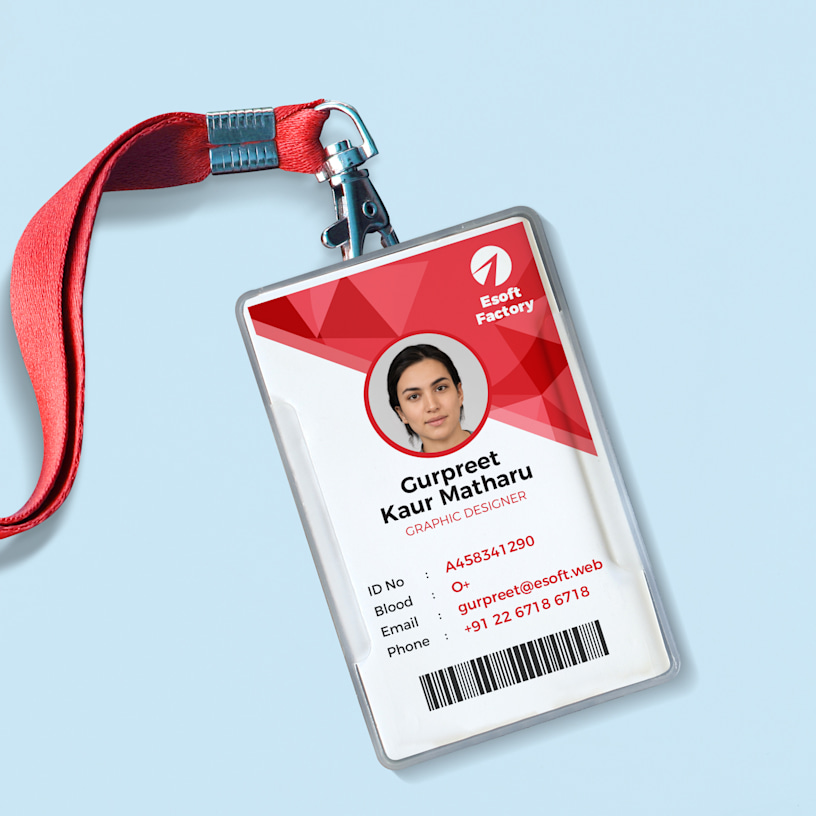 Esoft
Factory
Gurpreet
Kaur Matharu
GRAPHIC DESIGNER
ID No : A458341290
Blood : O+
Email : gurpreet@esoft.web
Phone : +91 22 6718 6718